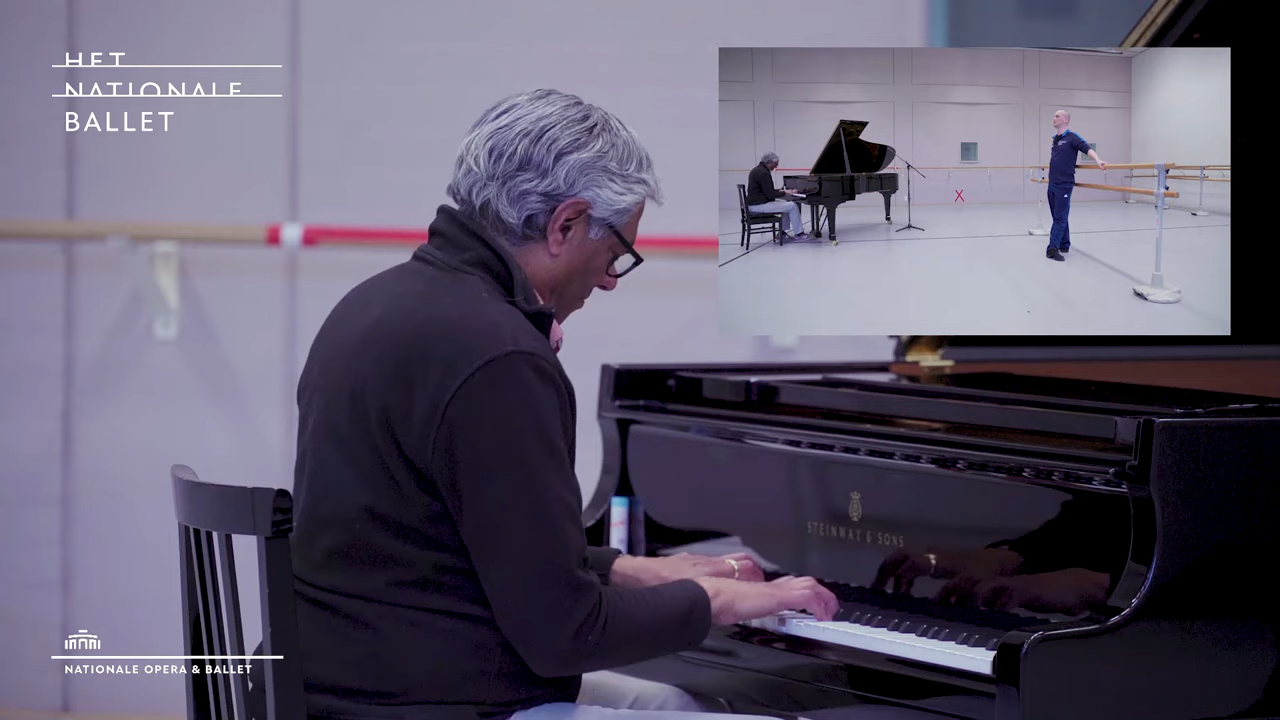 HET
NATIONALE
BALLET
STEINWAY & SONS
NATIONALE OPERA & BALLET